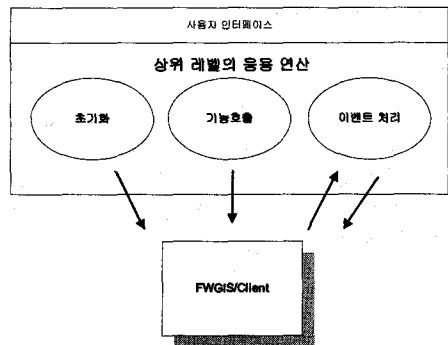 사용자 인터페이스
상위 레벨의 응용 연산
초기화 기능호출 이벤트 처리
FWGIS/Client